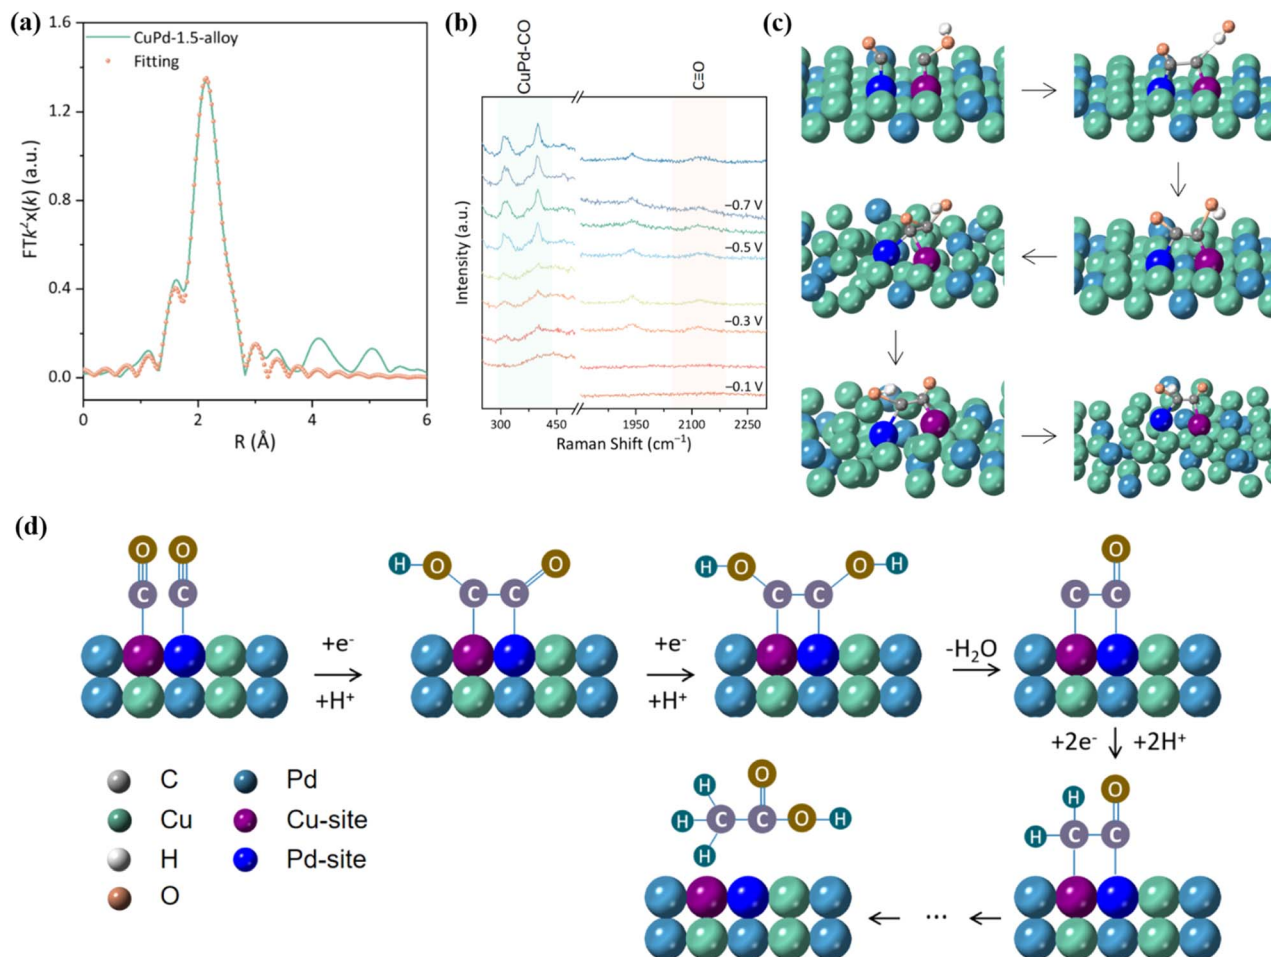 (a)
1.6
1.2
0.8
0.4
0.0
FTk²χ(k) (a.u.)
CuPd-1.5-alloy
Fitting
0 2 4 6
R (Å)
(b)
CuPd-CO
C≡O
Intensity (a.u.)
−0.7 V
−0.5 V
−0.3 V
−0.1 V
300 450 1950 2100 2250
Raman Shift (cm⁻¹)
(c)
(d)
O O
C C
H O O
C C
H O O H
C C
O
C C
+e⁻
+H⁺
+e⁻
+H⁺
-H₂O
+2e⁻ +2H⁺
C
Cu
H
O
Pd
Cu-site
Pd-site
H O
H C C O H
H
H O
H C C
...